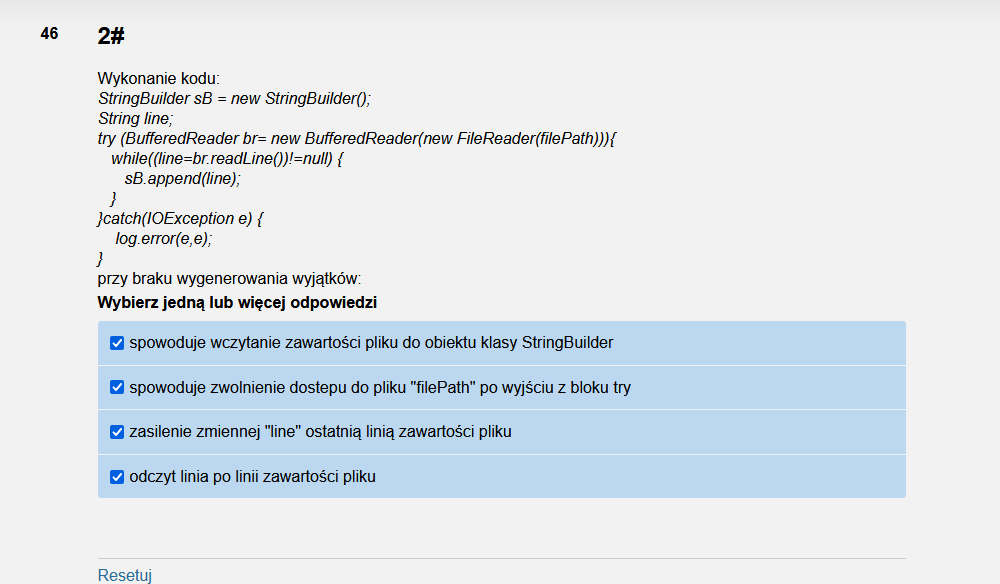 46
2#
Wykonanie kodu:
StringBuilder sB = new StringBuilder();
String line;
try (BufferedReader br= new BufferedReader(new FileReader(filePath))){
while((line=br.readLine())!=null) {
sB.append(line);
}
}catch(IOException e) {
log.error(e,e);
}
przy braku wygenerowania wyjątków:
Wybierz jedną lub więcej odpowiedzi
spowoduje wczytanie zawartości pliku do obiektu klasy StringBuilder
spowoduje zwolnienie dostepu do pliku "filePath" po wyjściu z bloku try
zasilenie zmiennej "line" ostatnią linią zawartości pliku
odczyt linia po linii zawartości pliku
Resetuj